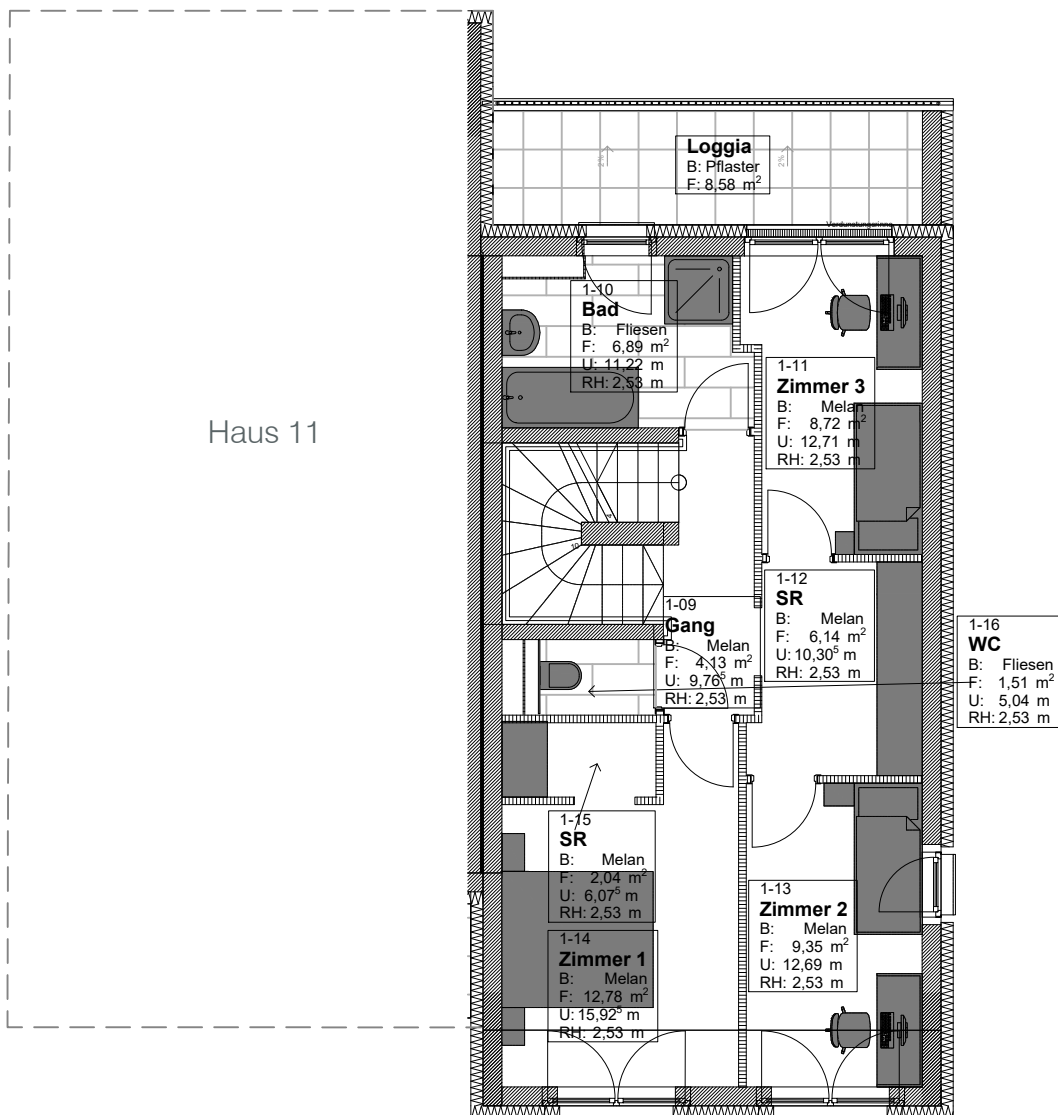 Loggia
B: Pflaster
F: 8,58 m²
2%
2%
Verdunstungsrinne
1-10
Bad
B: Fliesen
F: 6,89 m²
U: 11,22 m
RH: 2,53 m
1-11
Zimmer 3
B: Melan
F: 8,72 m²
U: 12,71 m
RH: 2,53 m
Haus 11
4
10
1-12
SR
B: Melan
F: 6,14 m²
U: 10,30⁵ m
RH: 2,53 m
1-09
Gang
B: Melan
F: 4,13 m²
U: 9,76⁵ m
RH: 2,53 m
1-16
WC
B: Fliesen
F: 1,51 m²
U: 5,04 m
RH: 2,53 m
1-15
SR
B: Melan
F: 2,04 m²
U: 6,07⁵ m
RH: 2,53 m
1-13
Zimmer 2
B: Melan
F: 9,35 m²
U: 12,69 m
RH: 2,53 m
1-14
Zimmer 1
B: Melan
F: 12,78 m²
U: 15,92⁵ m
RH: 2,53 m